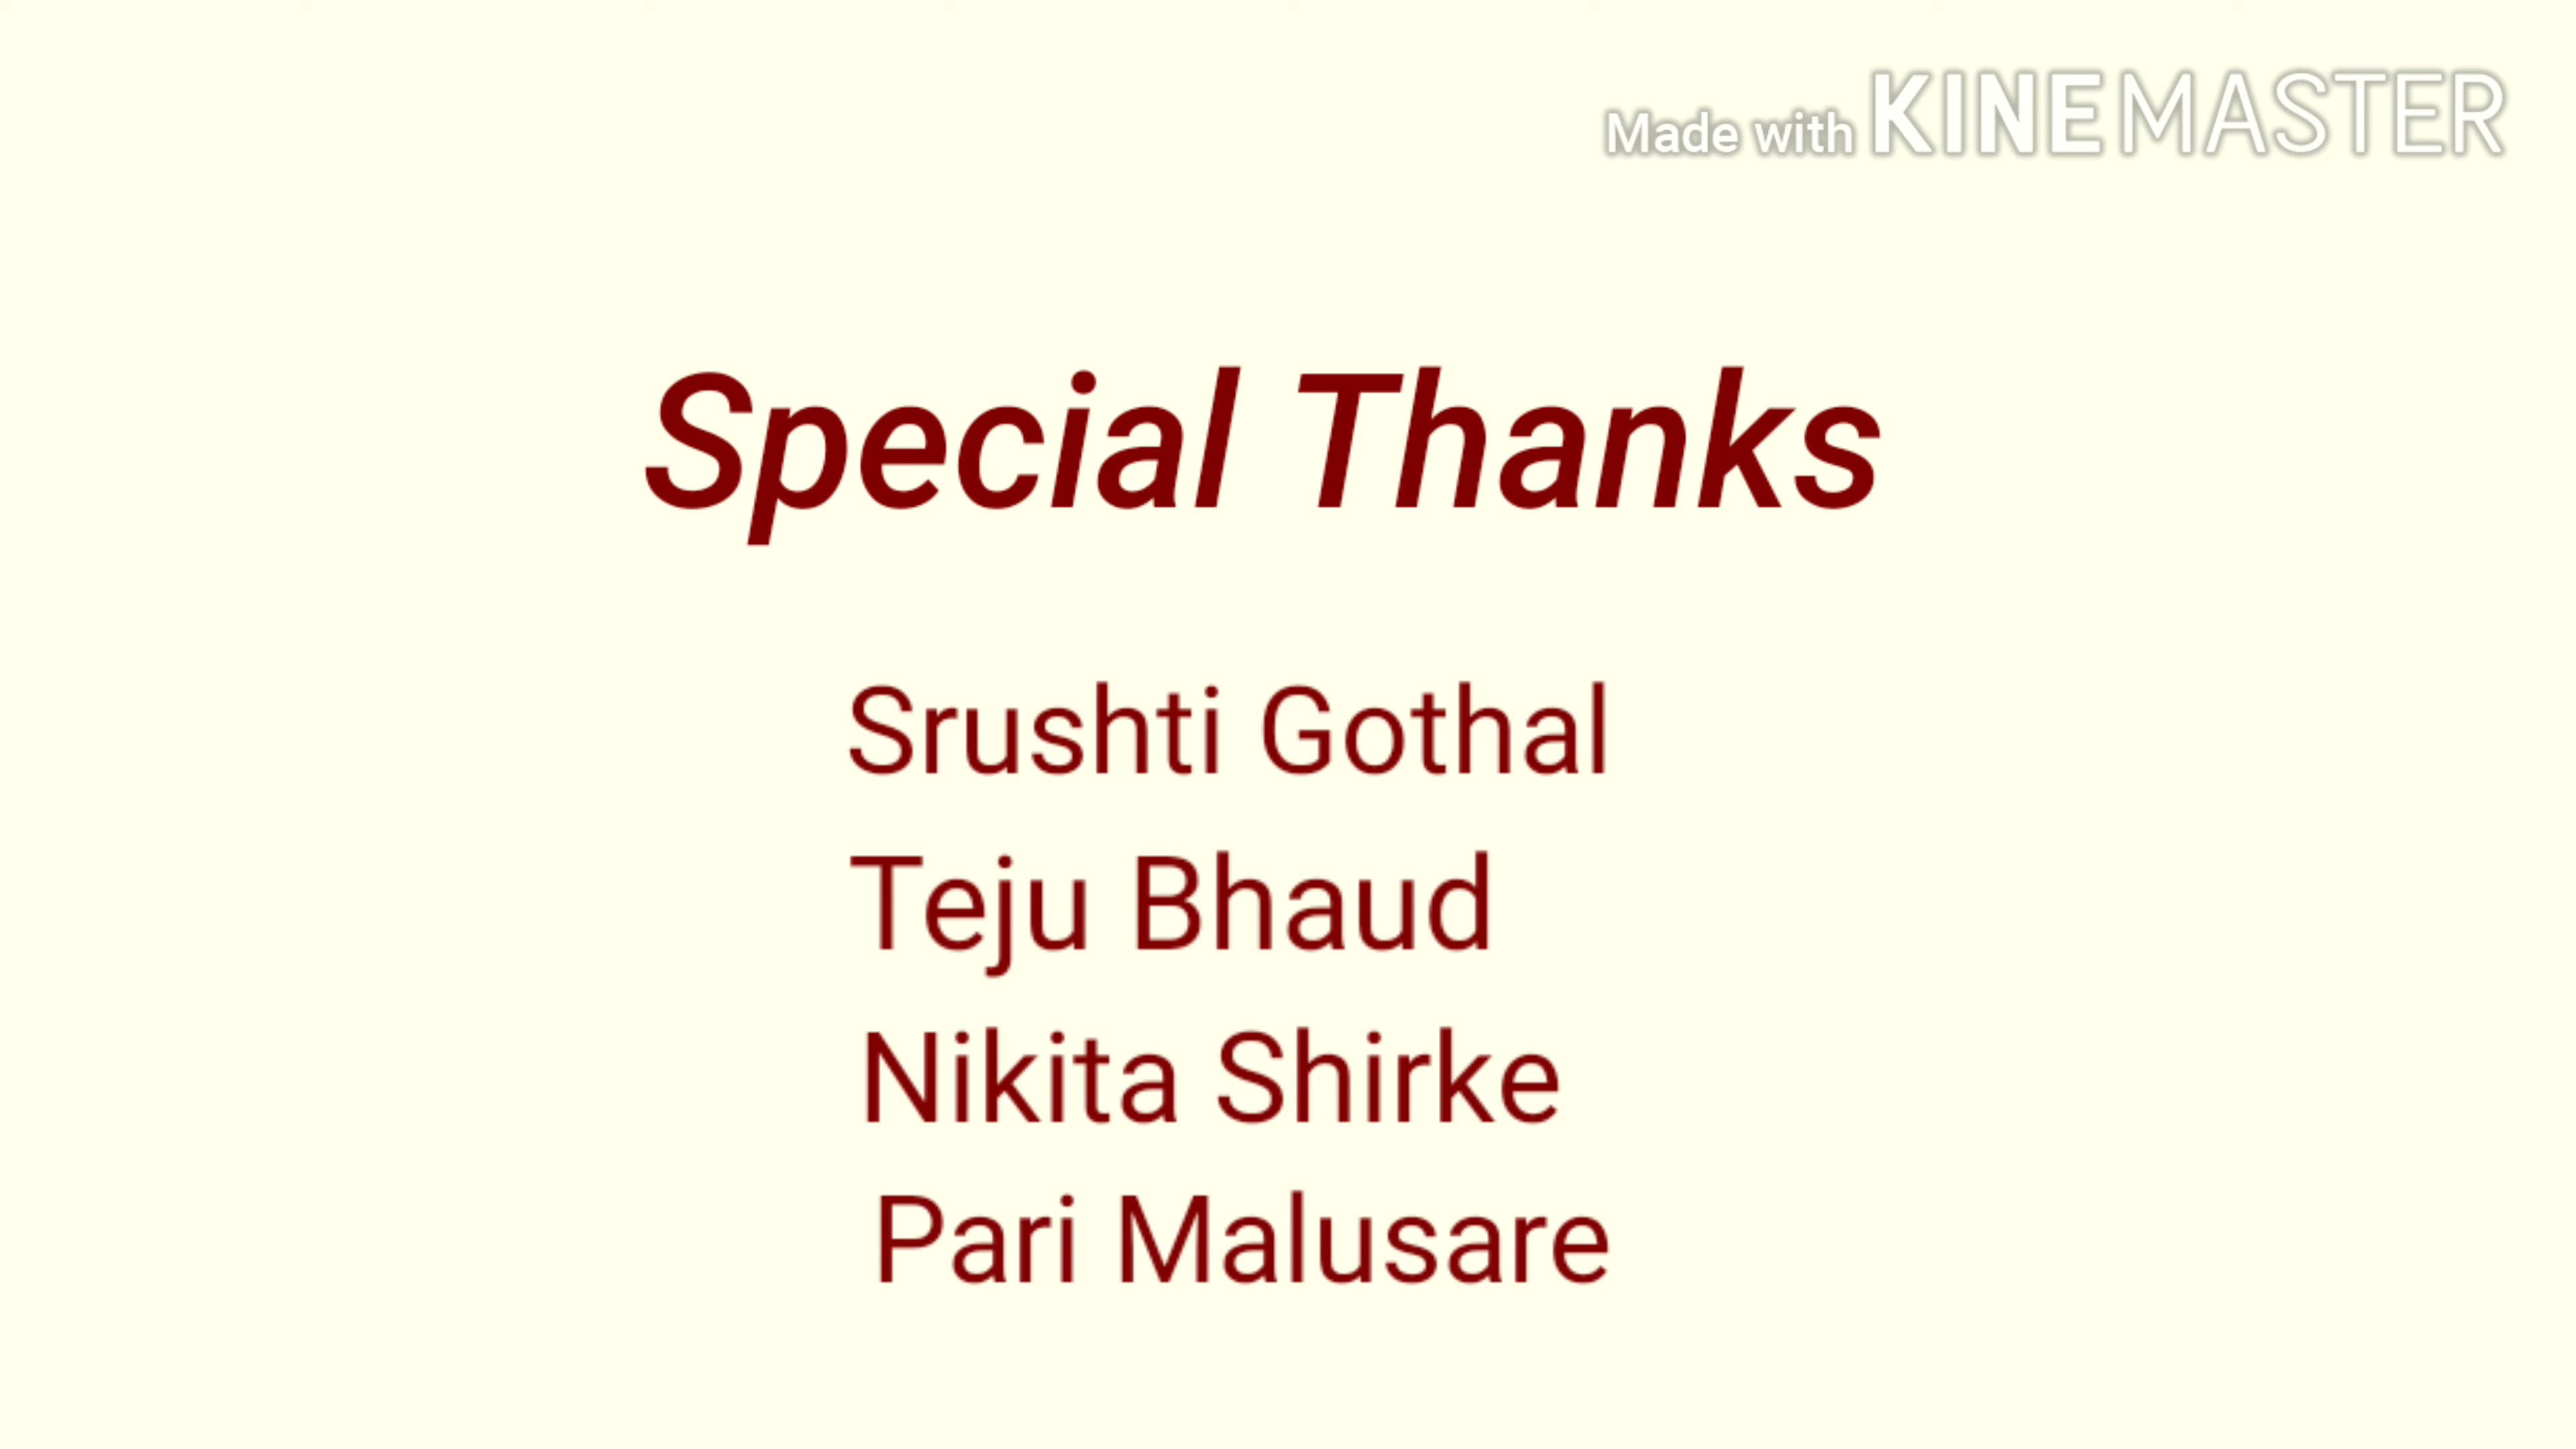 Made with KINEMASTER
Special Thanks
Srushti Gothal
Teju Bhaud
Nikita Shirke
Pari Malusare